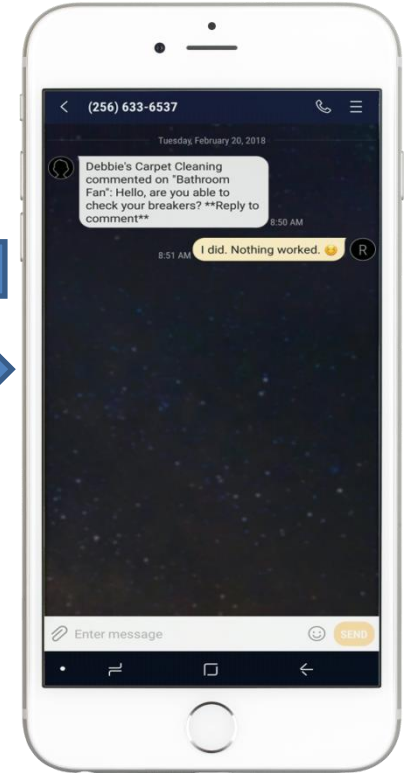 (256) 633-6537
Tuesday, February 20, 2018
Debbie's Carpet Cleaning
commented on "Bathroom
Fan": Hello, are you able to
check your breakers? **Reply to
comment**
8:50 AM
8:51 AM
I did. Nothing worked. 😔
R
Enter message
SEND